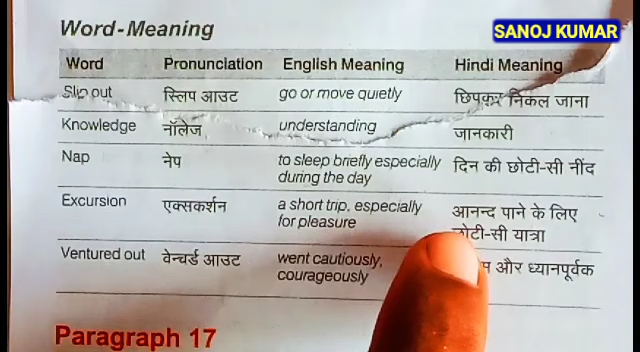 SANOJ KUMAR
Word-Meaning
Word Pronunciation English Meaning Hindi Meaning
Slip out स्लिप आउट go or move quietly छिपकर निकल जाना
Knowledge नॉलेज understanding जानकारी
Nap नेप to sleep briefly especially दिन की छोटी-सी नींद
during the day
Excursion एक्सकर्शन a short trip, especially आनन्द पाने के लिए
for pleasure छोटी-सी यात्रा
Ventured out वेन्चर्ड आउट went cautiously, और ध्यानपूर्वक
courageously
Paragraph 17